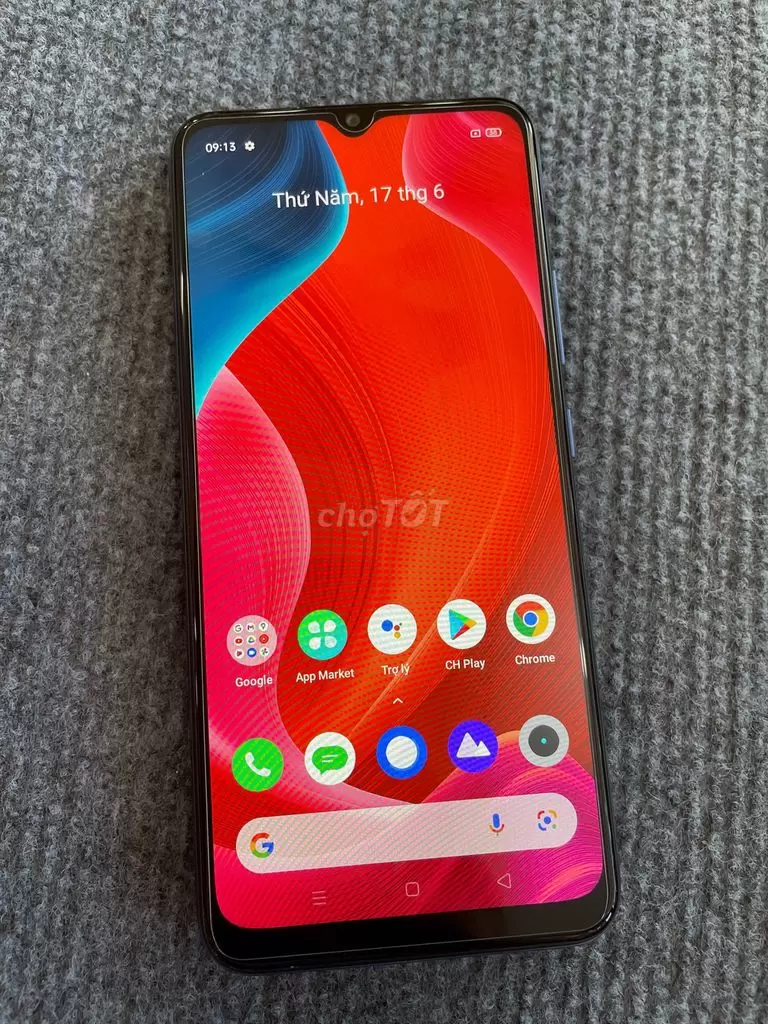 09:13
Thứ Năm, 17 thg 6
chợTỐT
Google
App Market
Trợ lý
CH Play
Chrome
G